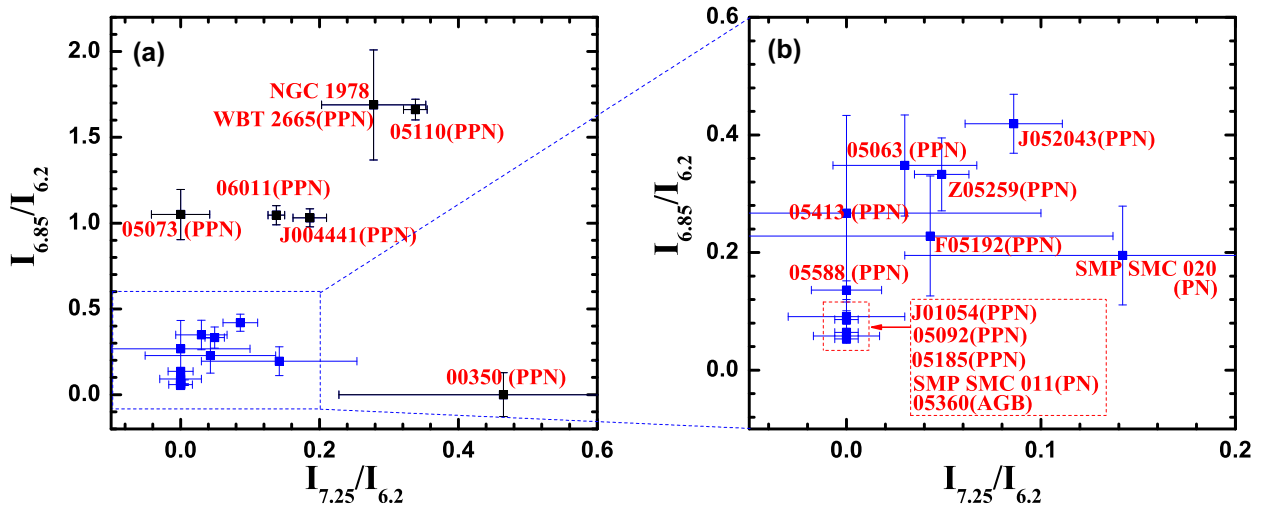 (a)
NGC 1978
WBT 2665(PPN)
05110(PPN)
06011(PPN)
05073(PPN)
J004441(PPN)
00350 (PPN)
2.0
1.5
1.0
0.5
0.0
0.0
0.2
0.4
0.6
I6.85/I6.2
I7.25/I6.2
(b)
J052043(PPN)
05063 (PPN)
Z05259(PPN)
05413 (PPN)
F05192(PPN)
05588 (PPN)
SMP SMC 020
(PN)
J01054(PPN)
05092(PPN)
05185(PPN)
SMP SMC 011(PN)
05360(AGB)
0.6
0.4
0.2
0.0
0.0
0.1
0.2
I6.85/I6.2
I7.25/I6.2